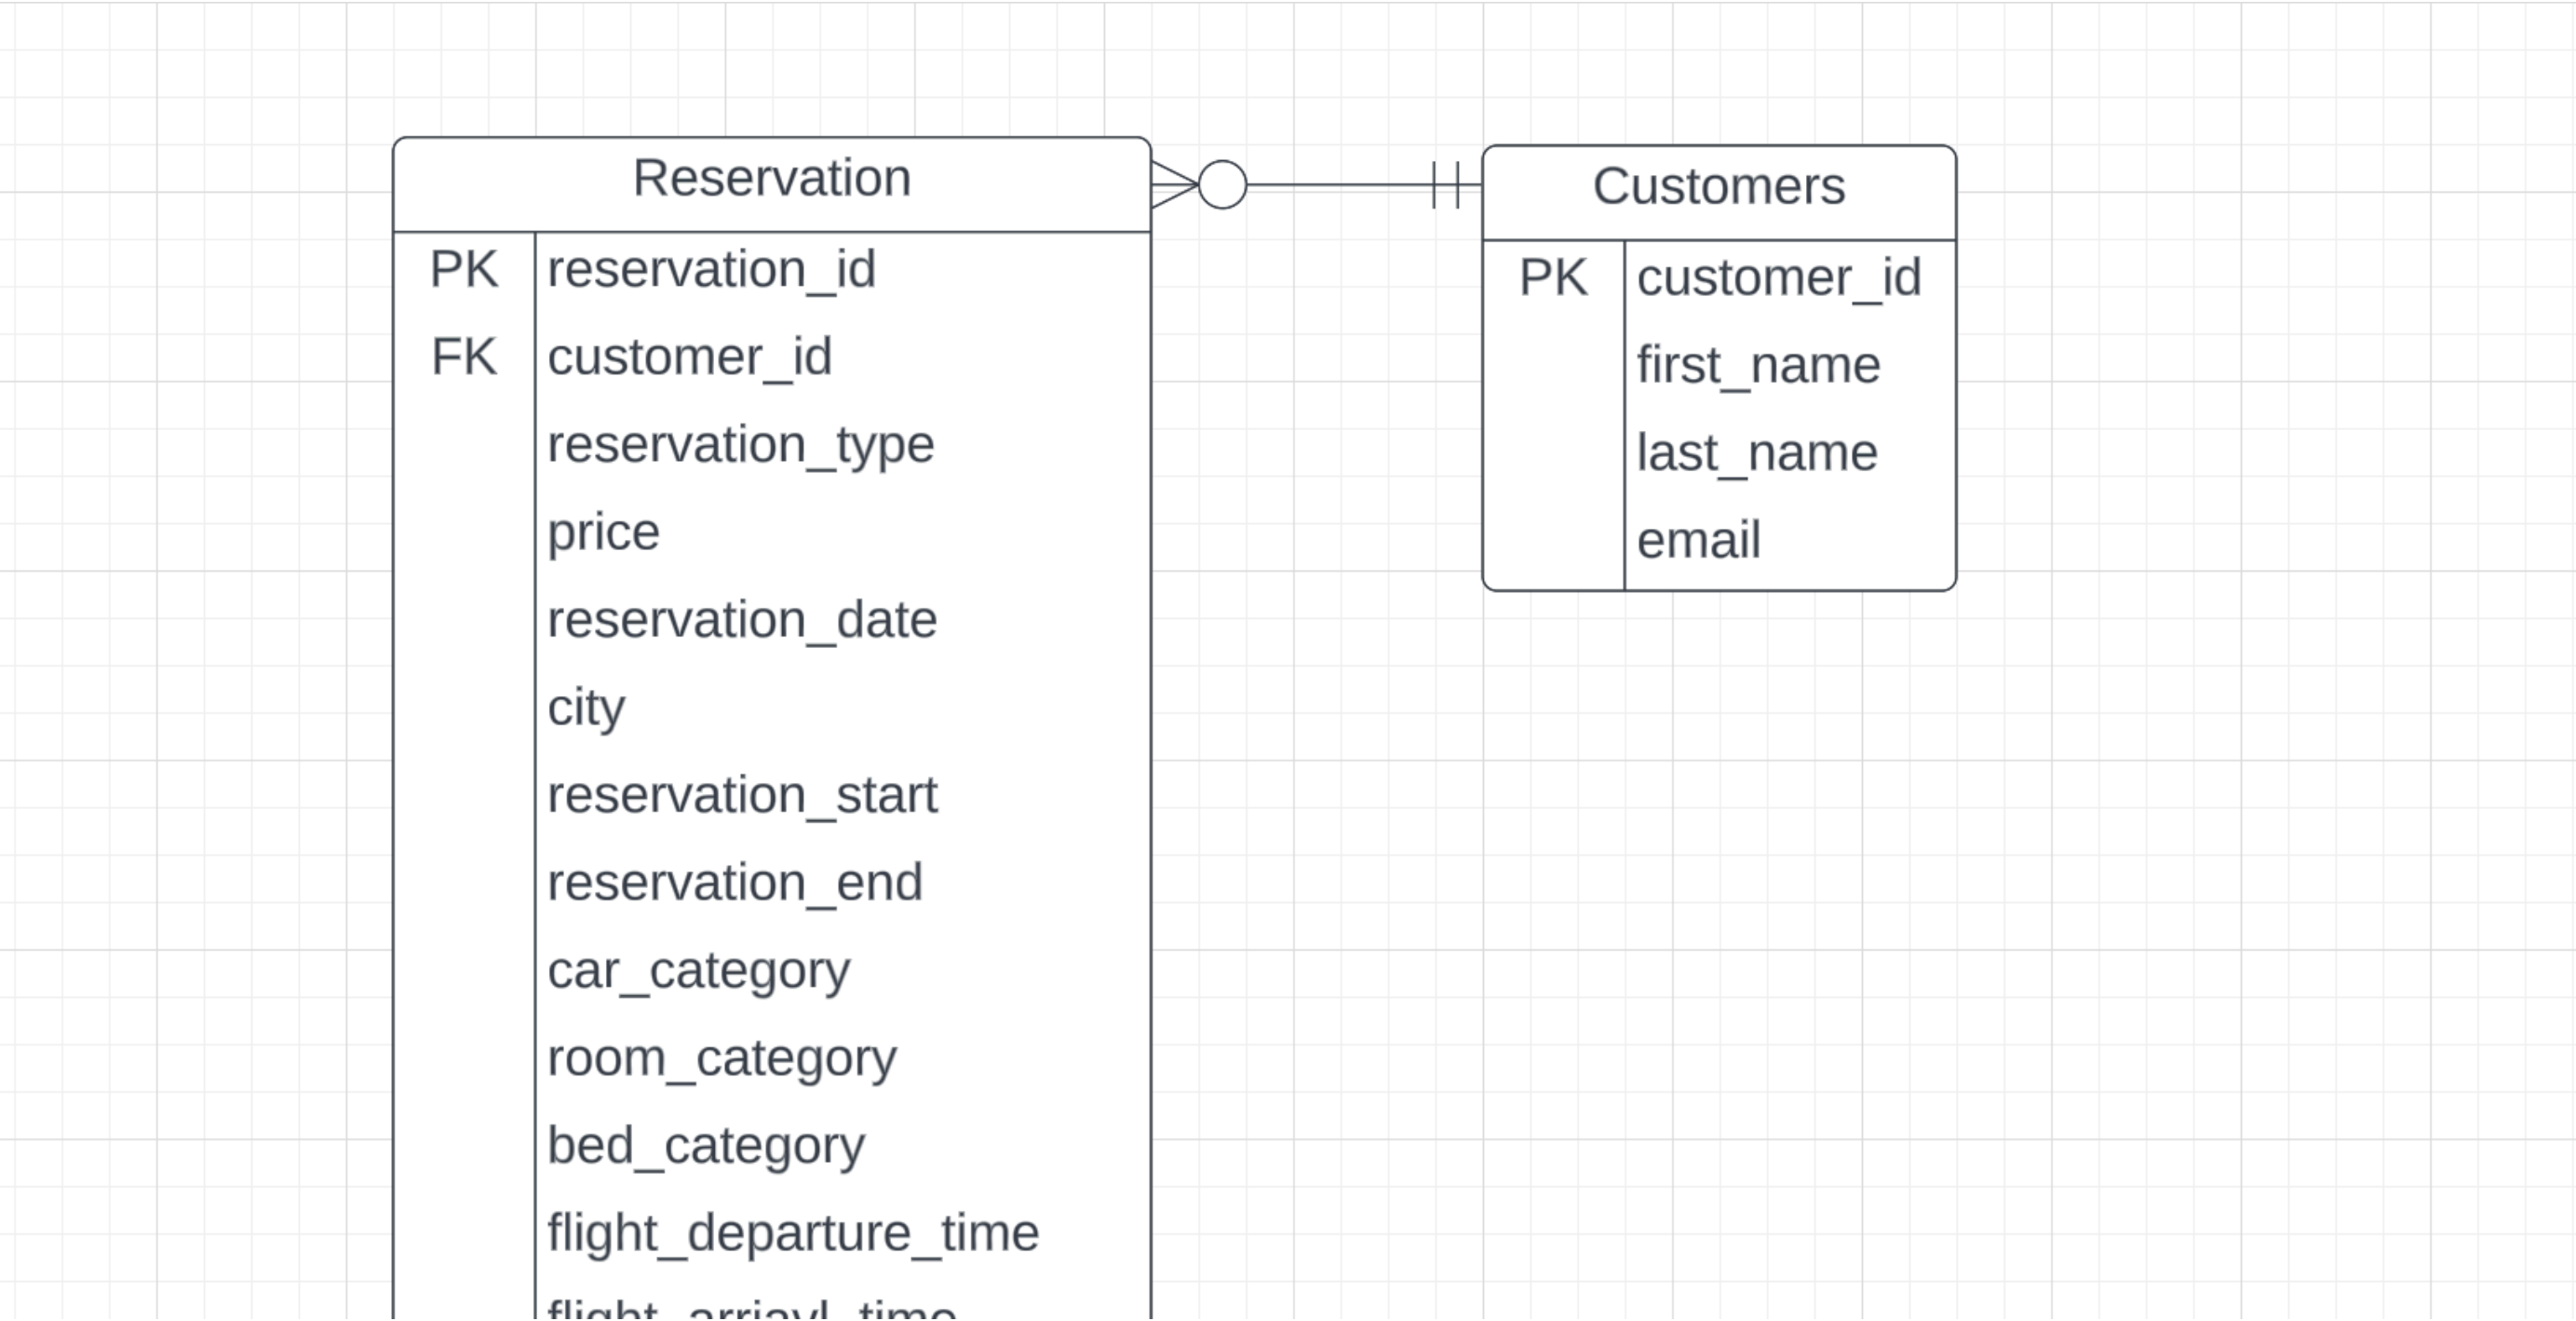 Reservation
PK reservation_id
FK customer_id
reservation_type
price
reservation_date
city
reservation_start
reservation_end
car_category
room_category
bed_category
flight_departure_time
flight_arriavl_time
Customers
PK customer_id
first_name
last_name
email